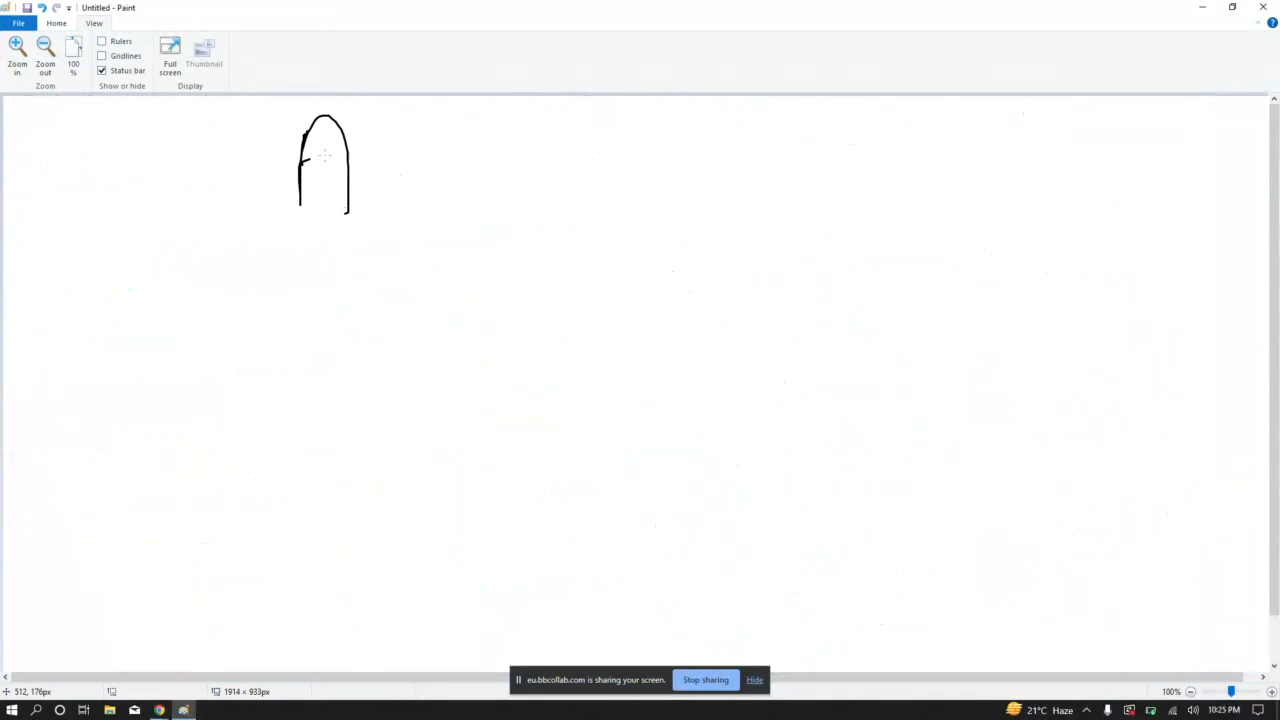 Untitled - Paint
File Home View
Zoom in
Zoom out
100 %
Rulers
Gridlines
Status bar
Full screen
Thumbnail
Zoom
Show or hide
Display
eu.bbcollab.com is sharing your screen. Stop sharing Hide
512, 176px 1914 × 933px 100%
21°C Haze 10:25 PM